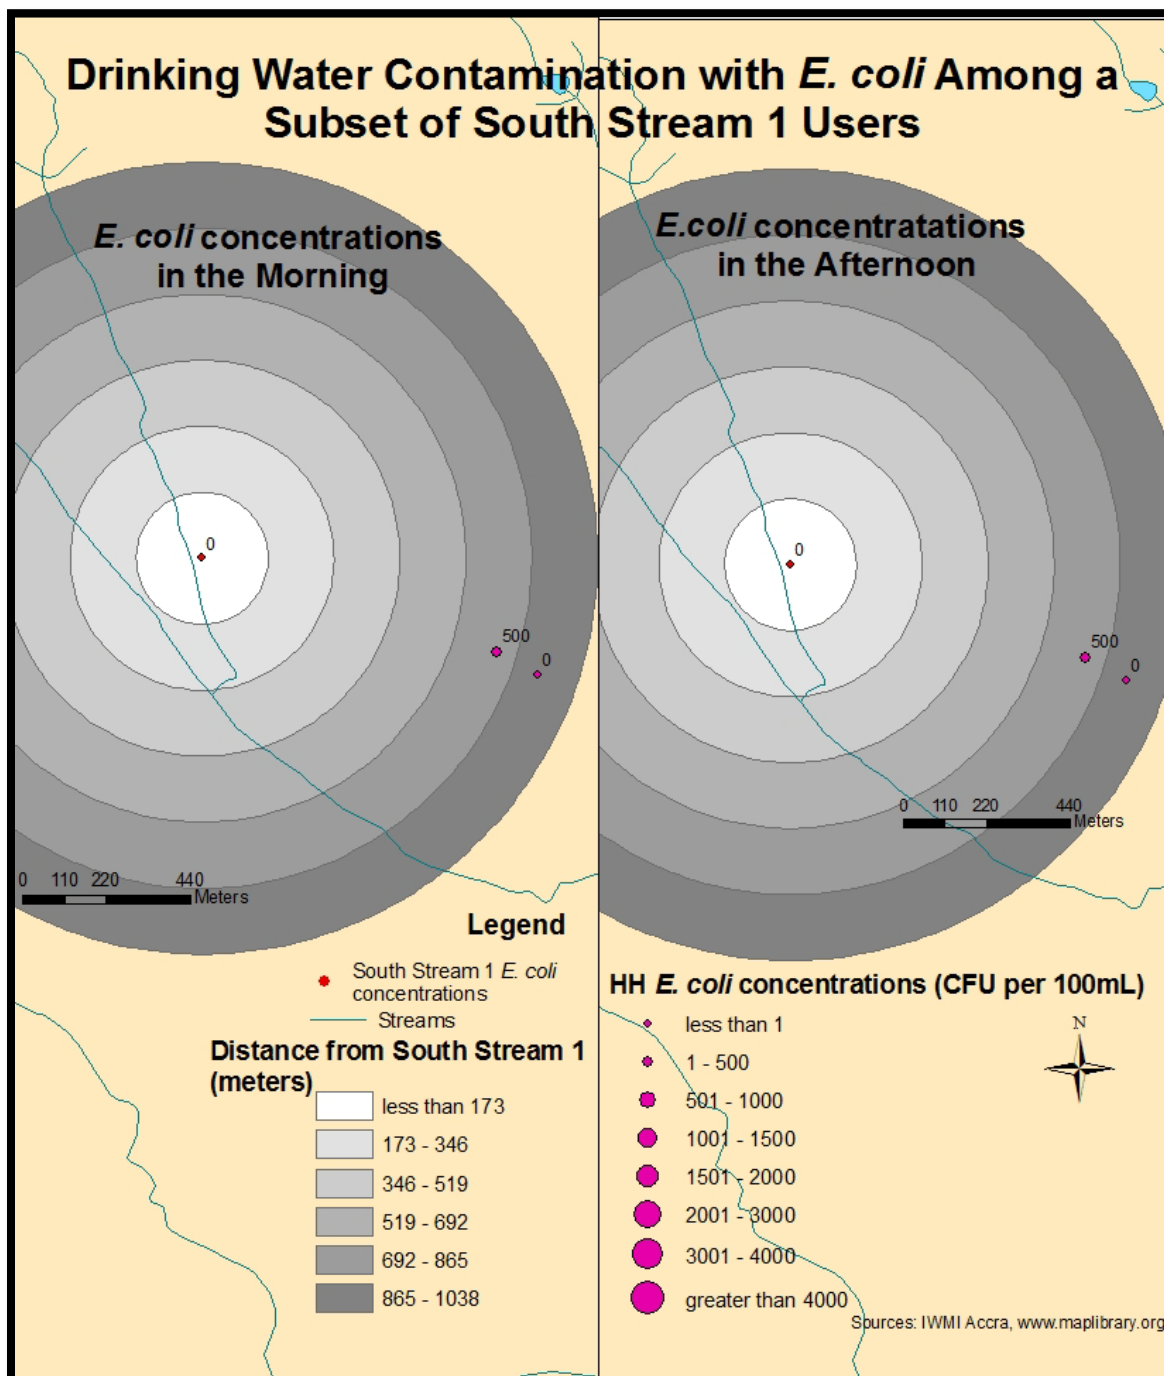 Drinking Water Contamination with E. coli Among a
Subset of South Stream 1 Users
E. coli concentrations
in the Morning
0
500
0
0 110 220 440
Meters
E.coli concentratations
in the Afternoon
0
500
0
0 110 220 440
Meters
Legend
South Stream 1 E. coli
concentrations
Streams
Distance from South Stream 1
(meters)
less than 173
173 - 346
346 - 519
519 - 692
692 - 865
865 - 1038
HH E. coli concentrations (CFU per 100mL)
less than 1
1 - 500
501 - 1000
1001 - 1500
1501 - 2000
2001 - 3000
3001 - 4000
greater than 4000
N
Sources: IWMI Accra, www.maplibrary.org